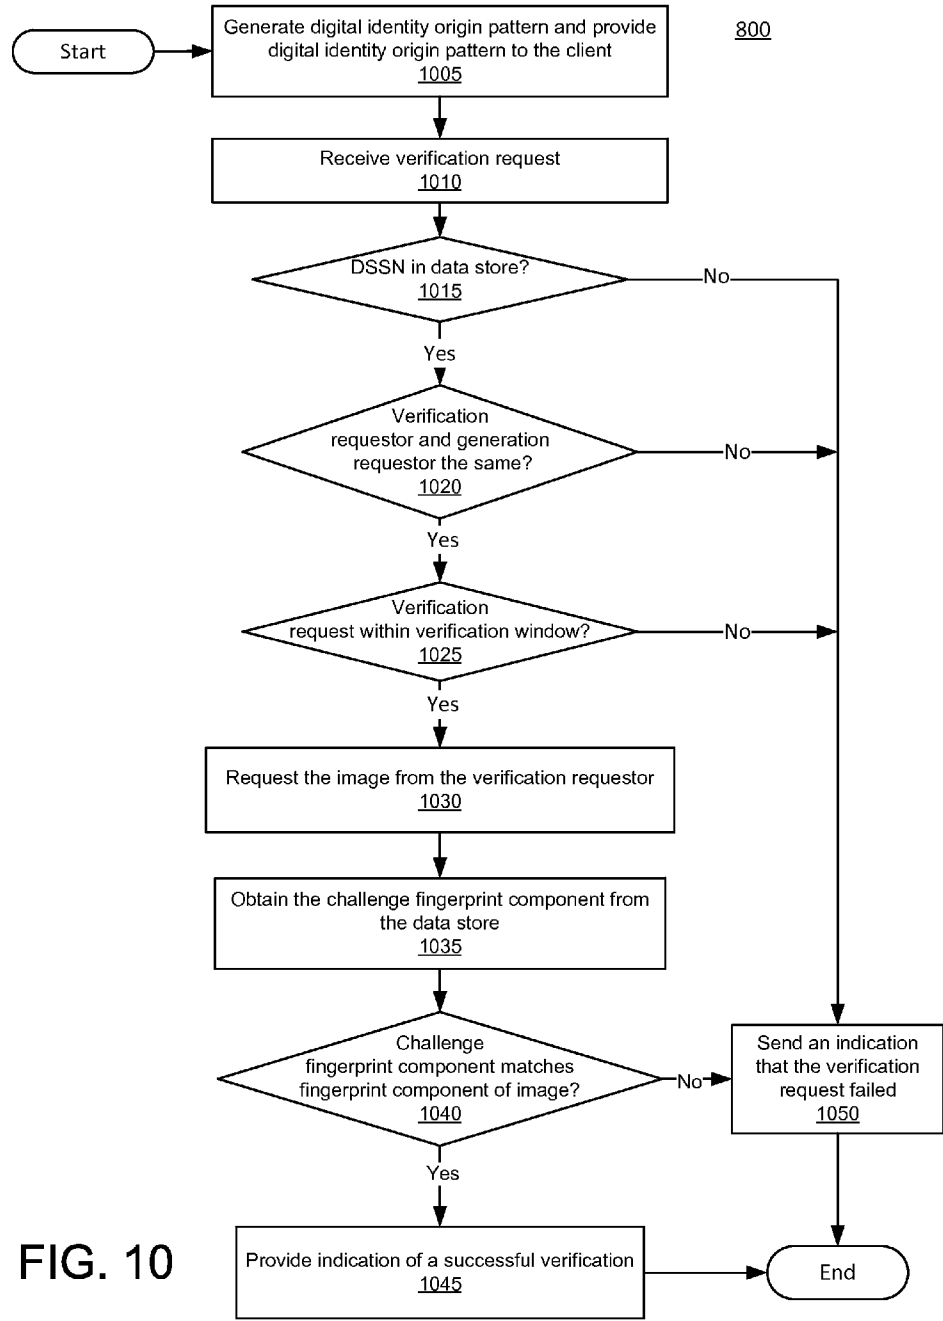 800
Start
Generate digital identity origin pattern and provide
digital identity origin pattern to the client
1005
Receive verification request
1010
DSSN in data store?
1015
No
Yes
Verification
requestor and generation
requestor the same?
1020
No
Yes
Verification
request within verification window?
1025
No
Yes
Request the image from the verification requestor
1030
Obtain the challenge fingerprint component from
the data store
1035
Challenge
fingerprint component matches
fingerprint component of image?
1040
No
Send an indication
that the verification
request failed
1050
Yes
Provide indication of a successful verification
1045
End
FIG. 10